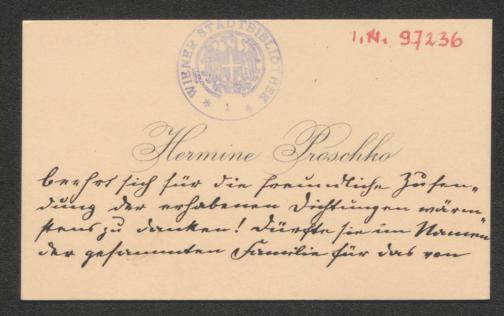 I.N. 97236
WIENER STADTBIBLIOTHEK
* 1 *
Hermine Proschko
beehrt sich für die freundliche Zusen-
dung der erhabenen Dichtungen wärm-
stens zu danken! Dürfte sie im Namen
der gesammten Familie für das von